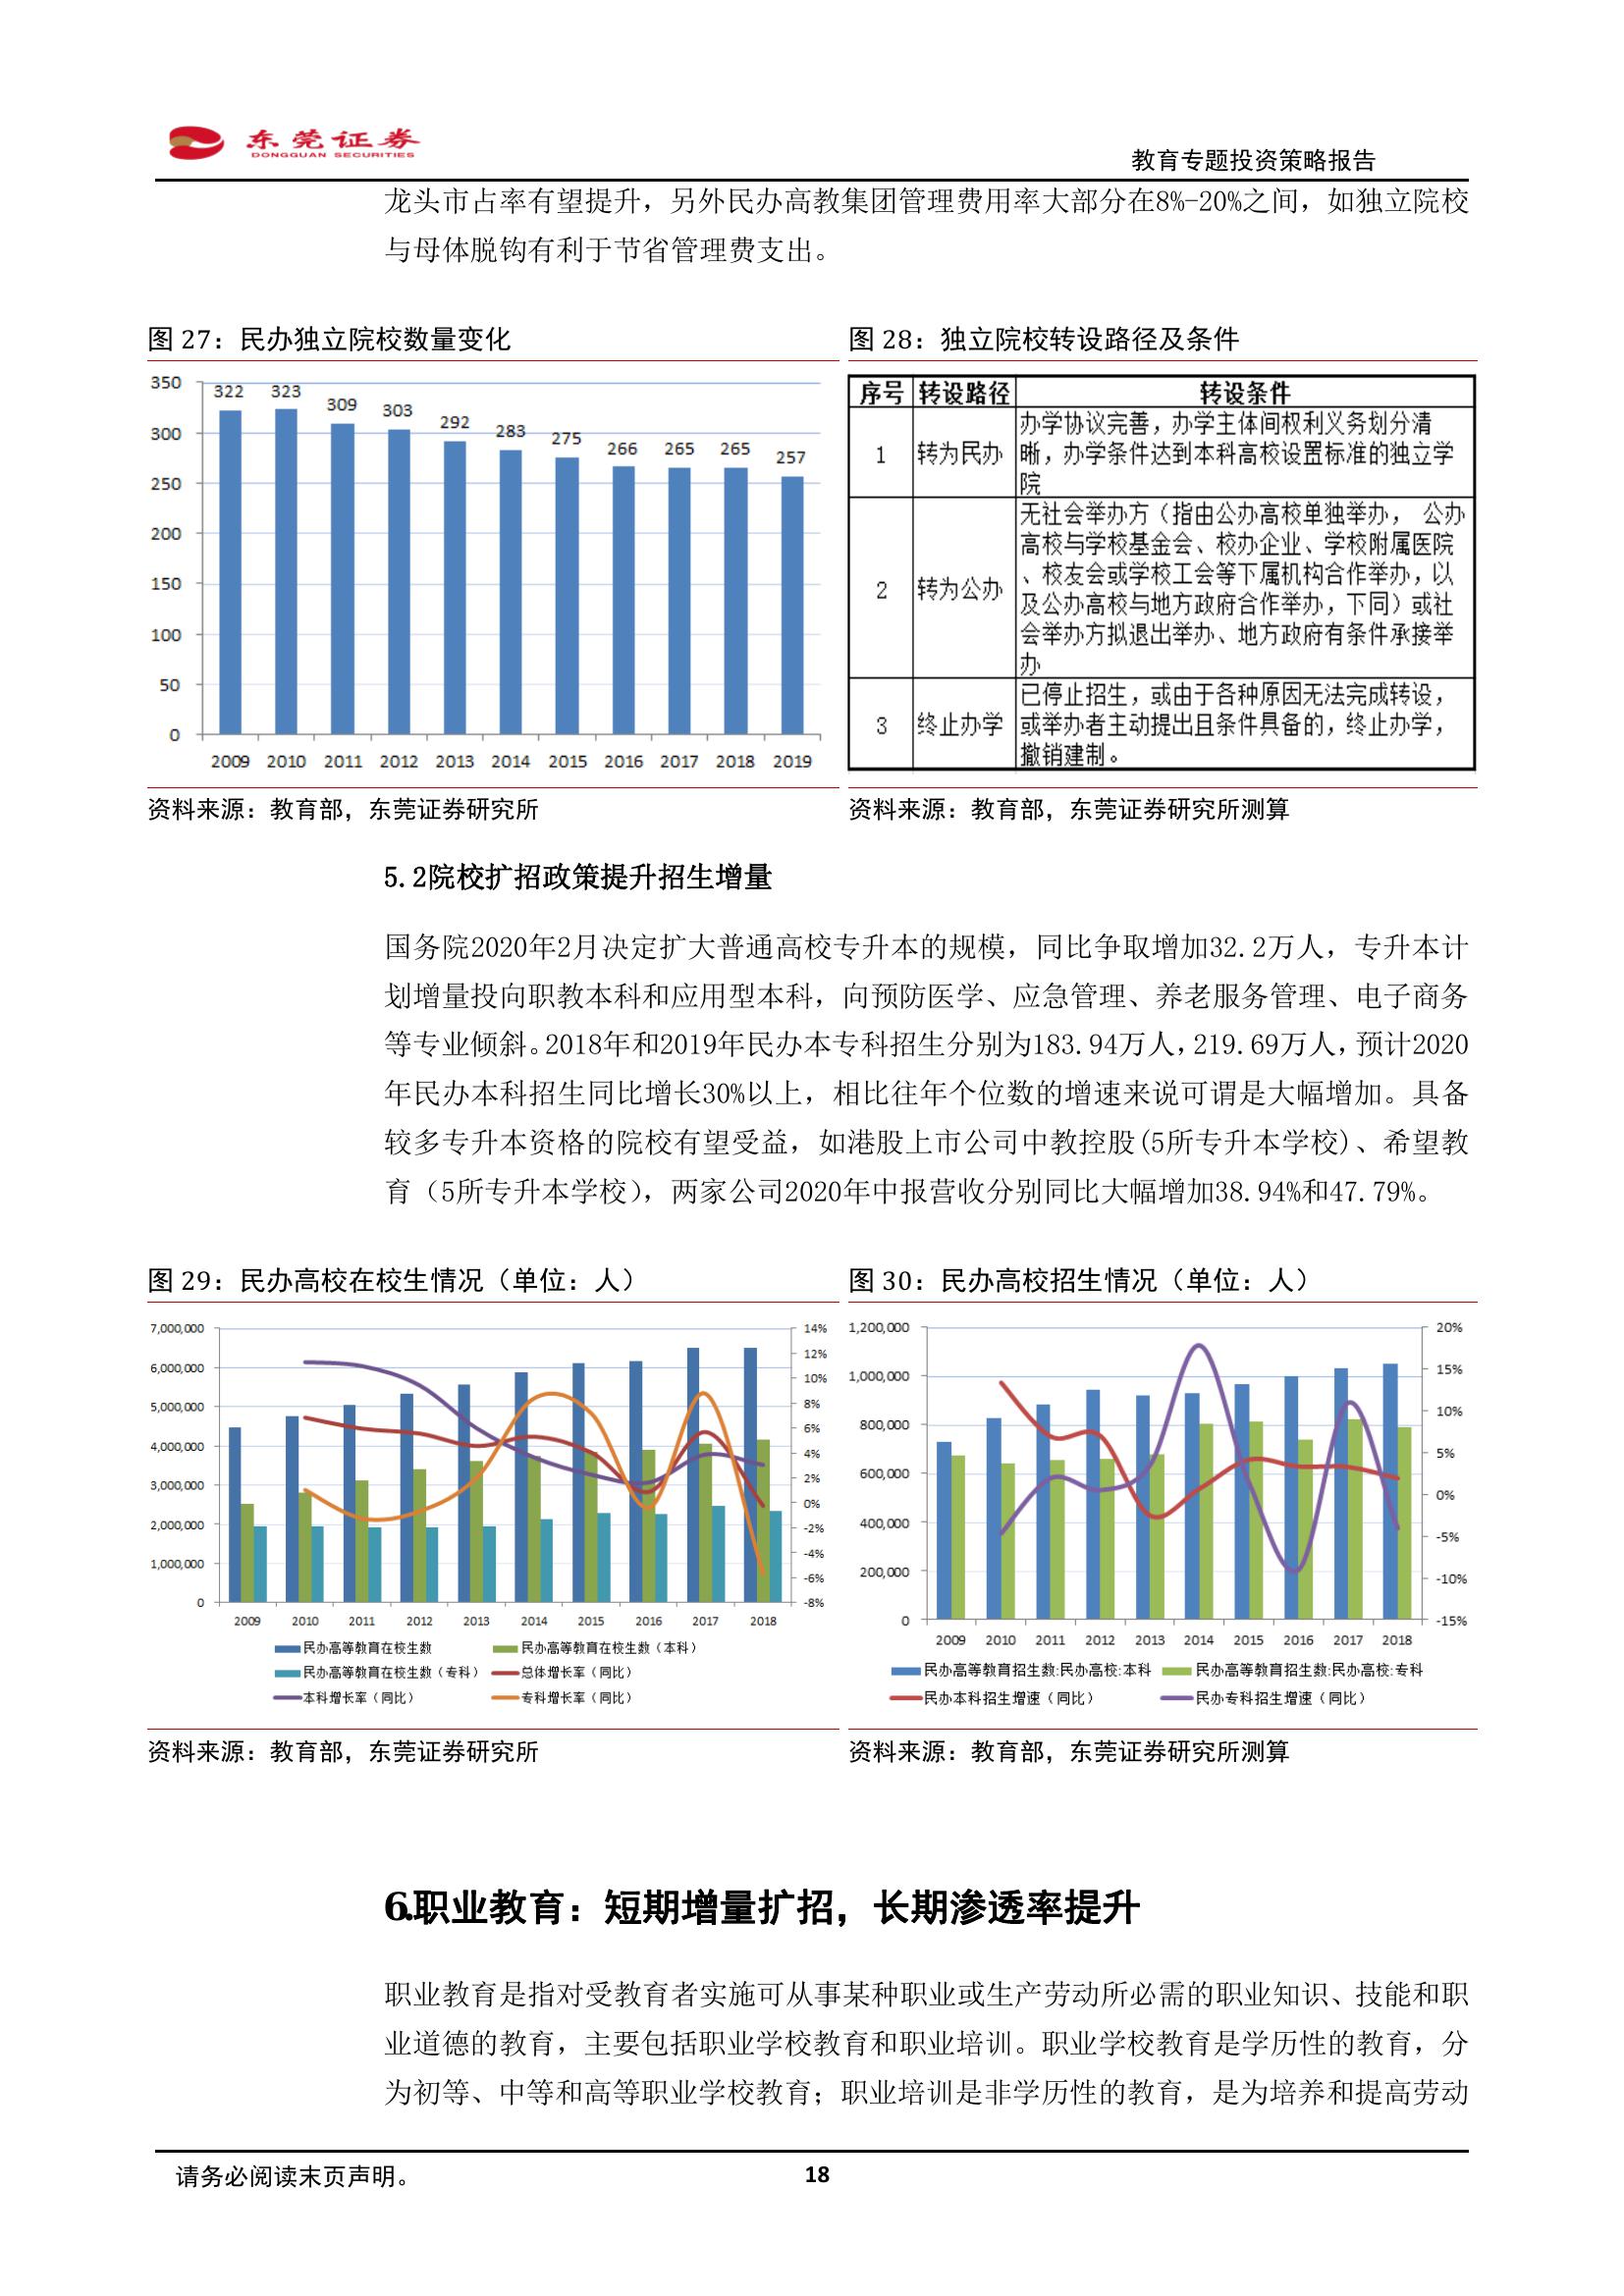 东莞证券
DONGGUAN SECURITIES
教育专题投资策略报告
龙头市占率有望提升，另外民办高教集团管理费用率大部分在8%-20%之间，如独立院校
与母体脱钩有利于节省管理费支出。
图 27：民办独立院校数量变化
350
300
250
200
150
100
50
0
322 323 309 303 292 283 275 266 265 265 257
2009 2010 2011 2012 2013 2014 2015 2016 2017 2018 2019
资料来源：教育部，东莞证券研究所
图 28：独立院校转设路径及条件
序号 转设路径 转设条件
1 转为民办
办学协议完善，办学主体间权利义务划分清
晰，办学条件达到本科高校设置标准的独立学
院
2 转为公办
无社会举办方（指由公办高校单独举办， 公办
高校与学校基金会、校办企业、学校附属医院
、校友会或学校工会等下属机构合作举办，以
及公办高校与地方政府合作举办，下同）或社
会举办方拟退出举办、地方政府有条件承接举
办
3 终止办学
已停止招生，或由于各种原因无法完成转设，
或举办者主动提出且条件具备的，终止办学，
撤销建制。
资料来源：教育部，东莞证券研究所测算
5.2院校扩招政策提升招生增量
国务院2020年2月决定扩大普通高校专升本的规模，同比争取增加32.2万人，专升本计
划增量投向职教本科和应用型本科，向预防医学、应急管理、养老服务管理、电子商务
等专业倾斜。2018年和2019年民办本专科招生分别为183.94万人，219.69万人，预计2020
年民办本科招生同比增长30%以上，相比往年个位数的增速来说可谓是大幅增加。具备
较多专升本资格的院校有望受益，如港股上市公司中教控股(5所专升本学校)、希望教
育（5所专升本学校），两家公司2020年中报营收分别同比大幅增加38.94%和47.79%。
图 29：民办高校在校生情况（单位：人）
7,000,000
6,000,000
5,000,000
4,000,000
3,000,000
2,000,000
1,000,000
0
14%
12%
10%
8%
6%
4%
2%
0%
-2%
-4%
-6%
-8%
2009 2010 2011 2012 2013 2014 2015 2016 2017 2018
民办高等教育在校生数 民办高等教育在校生数（本科）
民办高等教育在校生数（专科） 总体增长率（同比）
本科增长率（同比） 专科增长率（同比）
资料来源：教育部，东莞证券研究所
图 30：民办高校招生情况（单位：人）
1,200,000
1,000,000
800,000
600,000
400,000
200,000
0
20%
15%
10%
5%
0%
-5%
-10%
-15%
2009 2010 2011 2012 2013 2014 2015 2016 2017 2018
民办高等教育招生数:民办高校:本科 民办高等教育招生数:民办高校:专科
民办本科招生增速（同比） 民办专科招生增速（同比）
资料来源：教育部，东莞证券研究所测算
6.职业教育：短期增量扩招，长期渗透率提升
职业教育是指对受教育者实施可从事某种职业或生产劳动所必需的职业知识、技能和职
业道德的教育，主要包括职业学校教育和职业培训。职业学校教育是学历性的教育，分
为初等、中等和高等职业学校教育；职业培训是非学历性的教育，是为培养和提高劳动
请务必阅读末页声明。
18